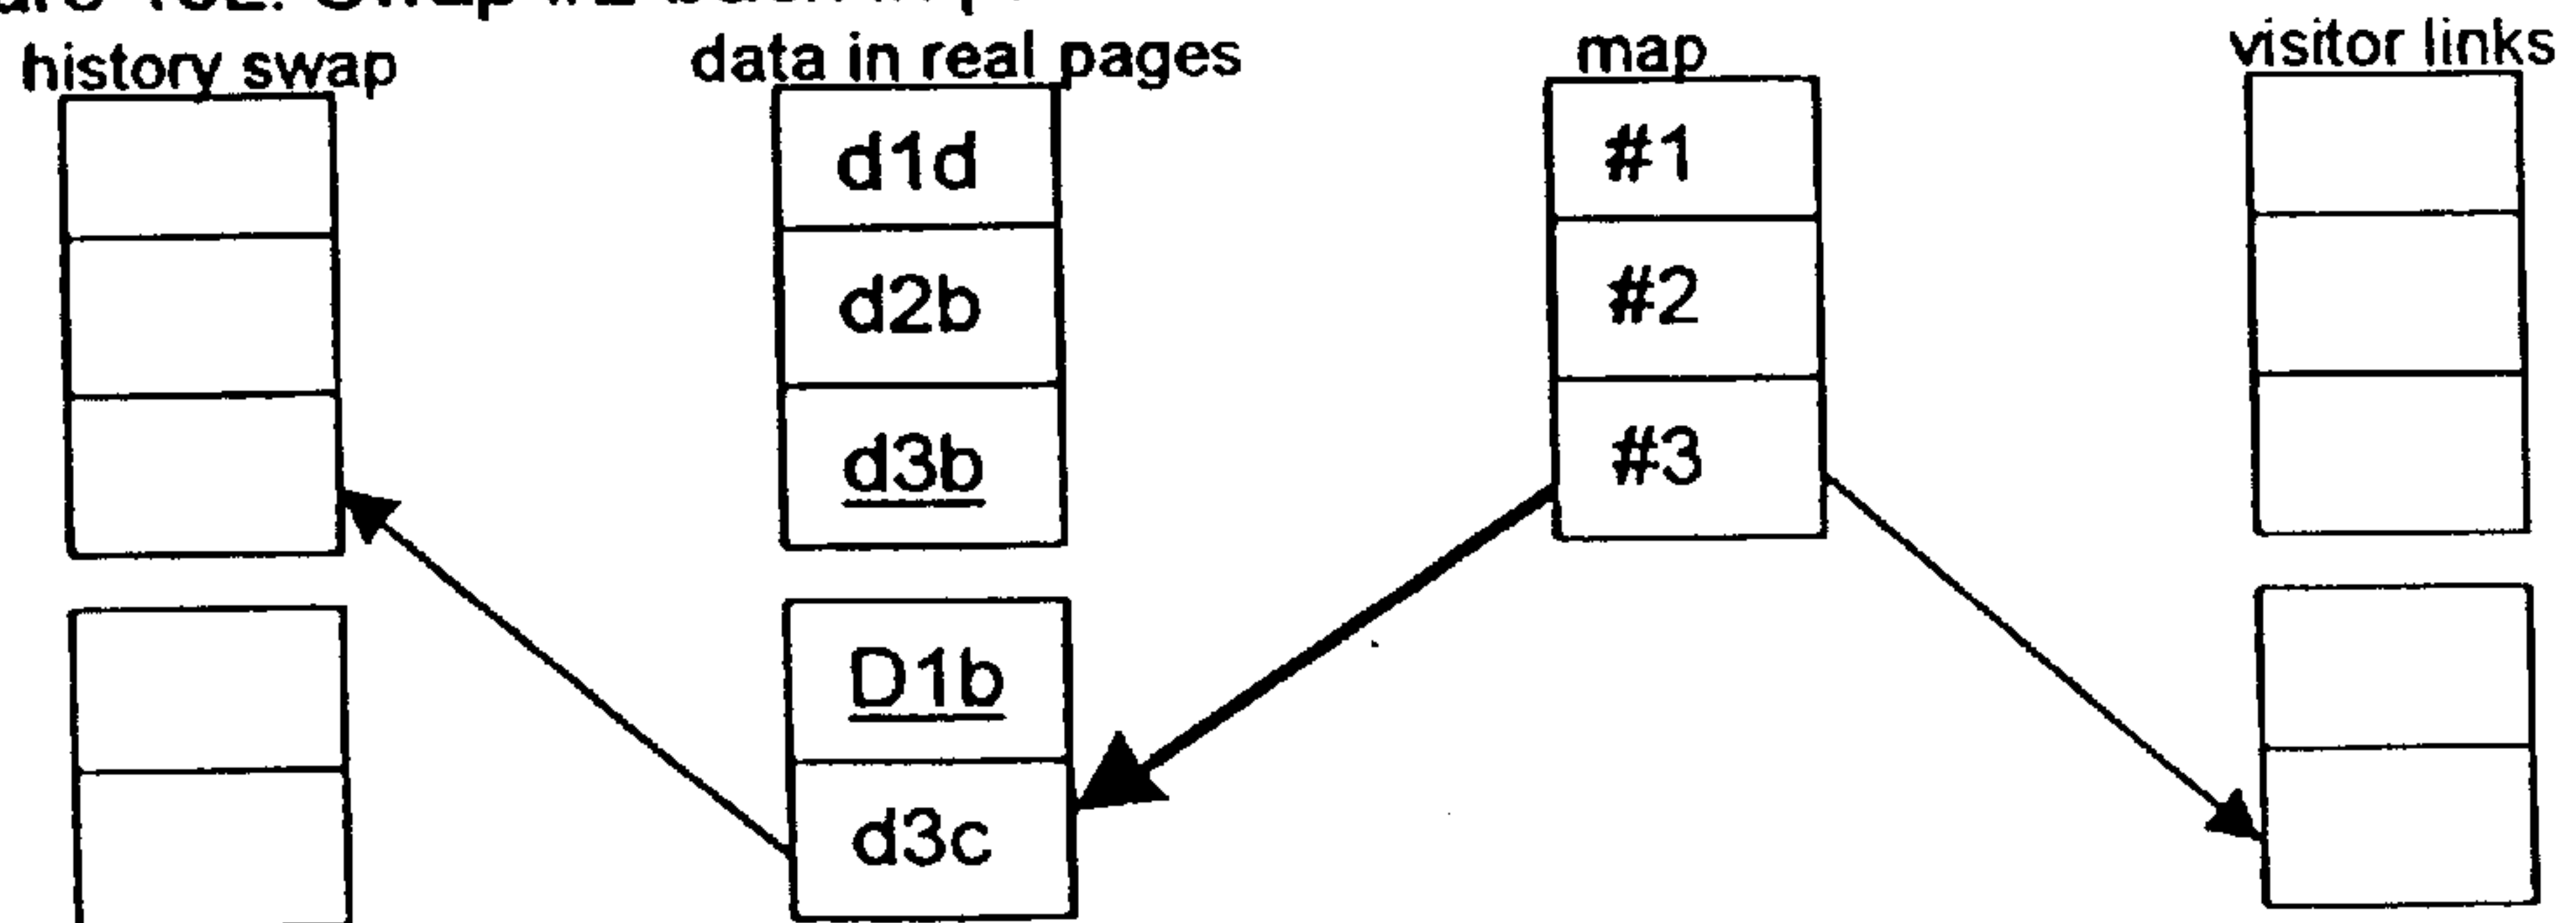 history swap
data in real pages
map
visitor links
d1d
#1
d2b
#2
d3b
#3
D1b
d3c